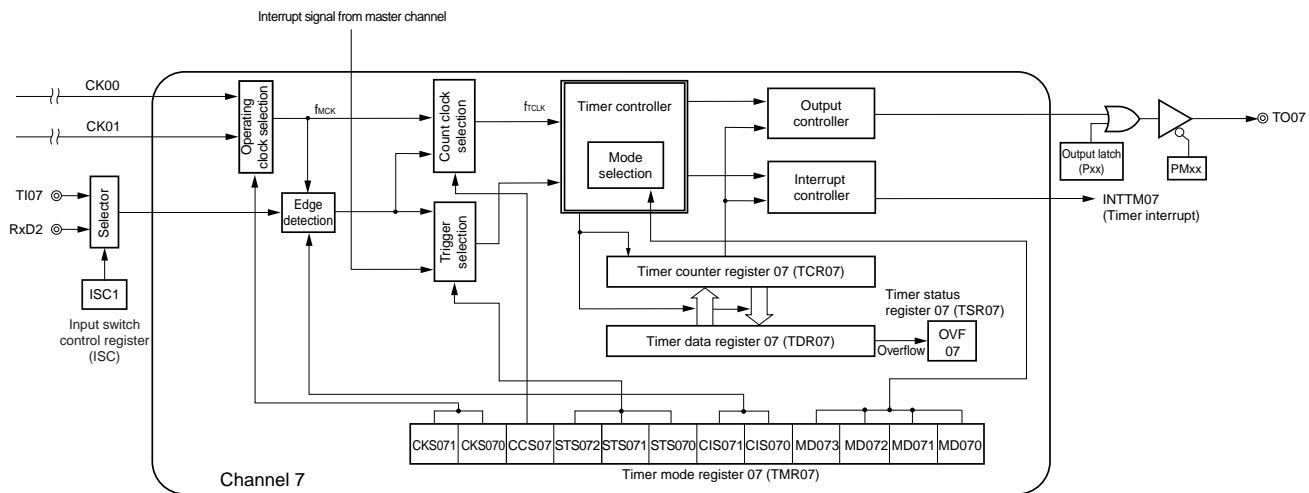 Interrupt signal from master channel
CK00
CK01
TI07
RxD2
Selector
ISC1
Input switch
control register
(ISC)
Operating
clock selection
fMCK
Edge
detection
Count clock
selection
Trigger
selection
fTCLK
Timer controller
Mode
selection
Output
controller
Interrupt
controller
Output latch
(Pxx)
PMxx
TO07
INTTM07
(Timer interrupt)
Timer counter register 07 (TCR07)
Timer status
register 07 (TSR07)
Timer data register 07 (TDR07)
Overflow
OVF
07
CKS071 CKS070 CCS07 STS072 STS071 STS070 CIS071 CIS070 MD073 MD072 MD071 MD070
Timer mode register 07 (TMR07)
Channel 7